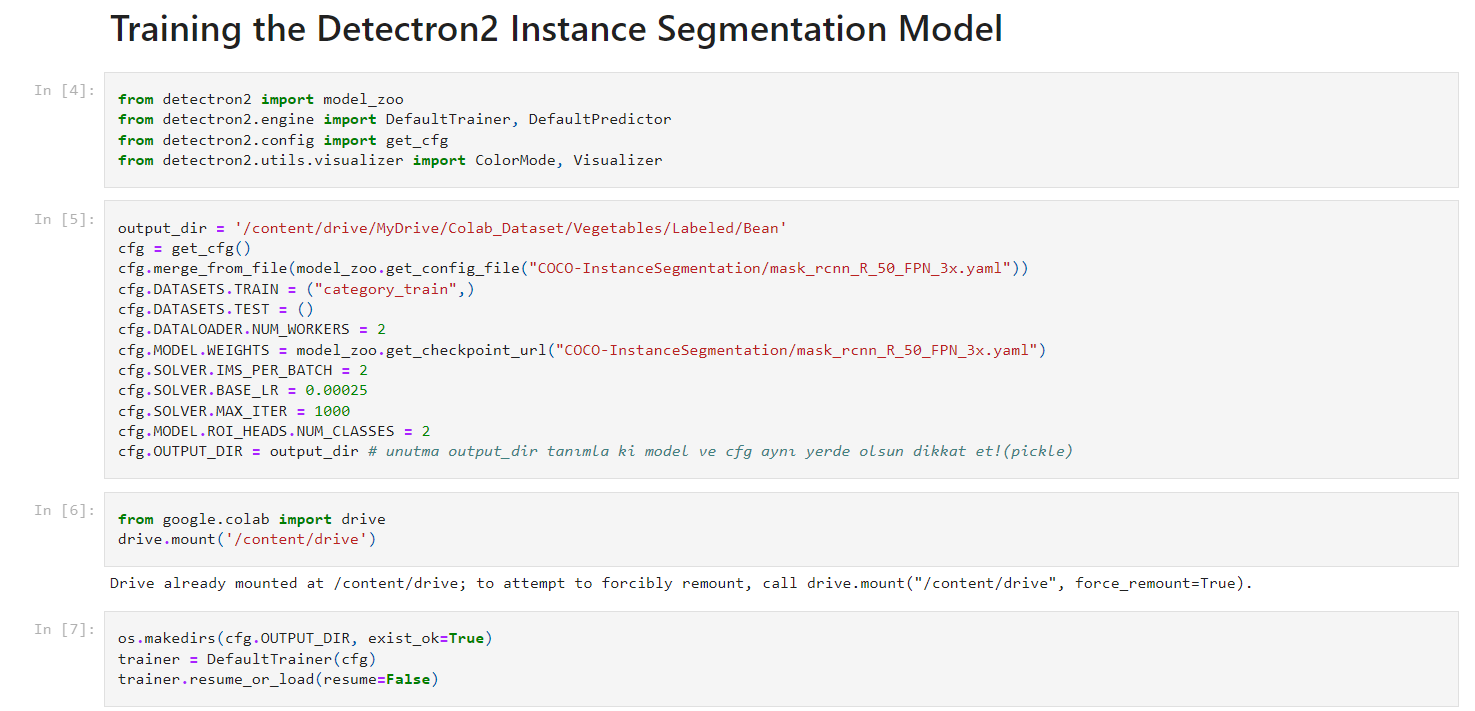 Training the Detectron2 Instance Segmentation Model
In [4]:
from detectron2 import model_zoo
from detectron2.engine import DefaultTrainer, DefaultPredictor
from detectron2.config import get_cfg
from detectron2.utils.visualizer import ColorMode, Visualizer
In [5]:
output_dir = '/content/drive/MyDrive/Colab_Dataset/Vegetables/Labeled/Bean'
cfg = get_cfg()
cfg.merge_from_file(model_zoo.get_config_file("COCO-InstanceSegmentation/mask_rcnn_R_50_FPN_3x.yaml"))
cfg.DATASETS.TRAIN = ("category_train",)
cfg.DATASETS.TEST = ()
cfg.DATALOADER.NUM_WORKERS = 2
cfg.MODEL.WEIGHTS = model_zoo.get_checkpoint_url("COCO-InstanceSegmentation/mask_rcnn_R_50_FPN_3x.yaml")
cfg.SOLVER.IMS_PER_BATCH = 2
cfg.SOLVER.BASE_LR = 0.00025
cfg.SOLVER.MAX_ITER = 1000
cfg.MODEL.ROI_HEADS.NUM_CLASSES = 2
cfg.OUTPUT_DIR = output_dir # unutma output_dir tanımla ki model ve cfg aynı yerde olsun dikkat et!(pickle)
In [6]:
from google.colab import drive
drive.mount('/content/drive')
Drive already mounted at /content/drive; to attempt to forcibly remount, call drive.mount("/content/drive", force_remount=True).
In [7]:
os.makedirs(cfg.OUTPUT_DIR, exist_ok=True)
trainer = DefaultTrainer(cfg)
trainer.resume_or_load(resume=False)